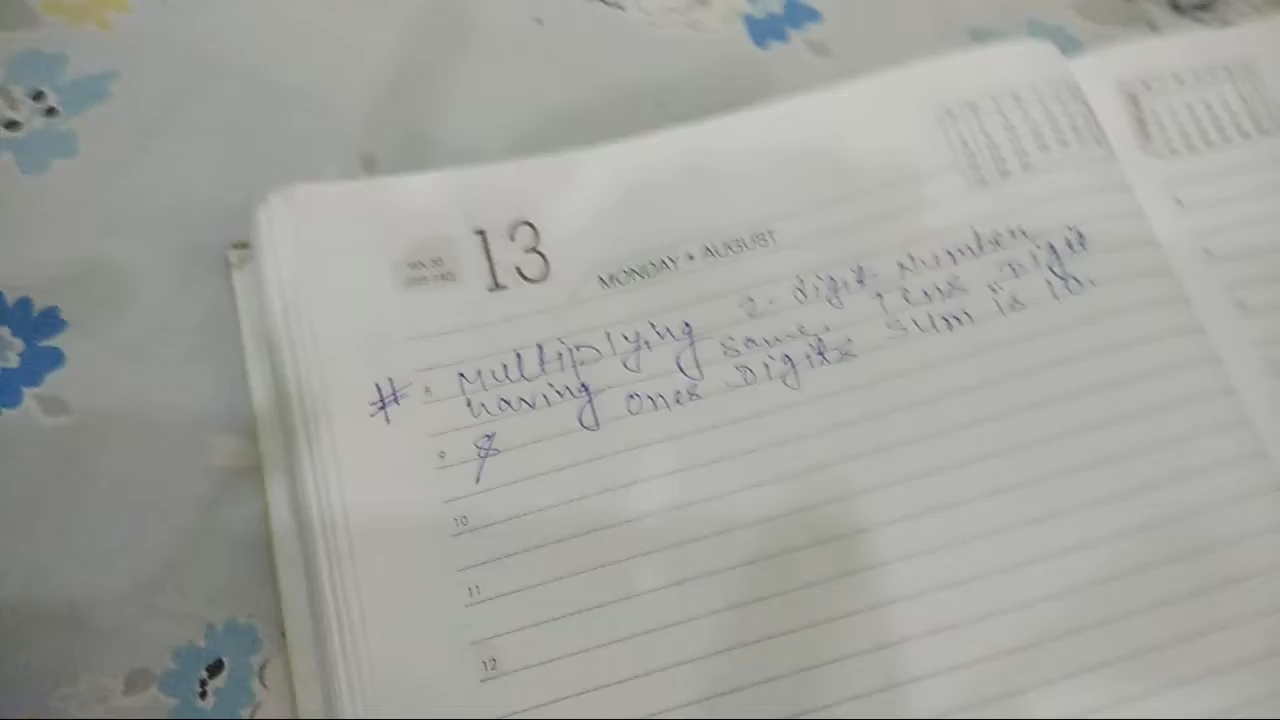 13
MONDAY • AUGUST
# Multiplying 2-digit Number
having same Tens Digit
& ones Digits sum is 10.
10
11
12